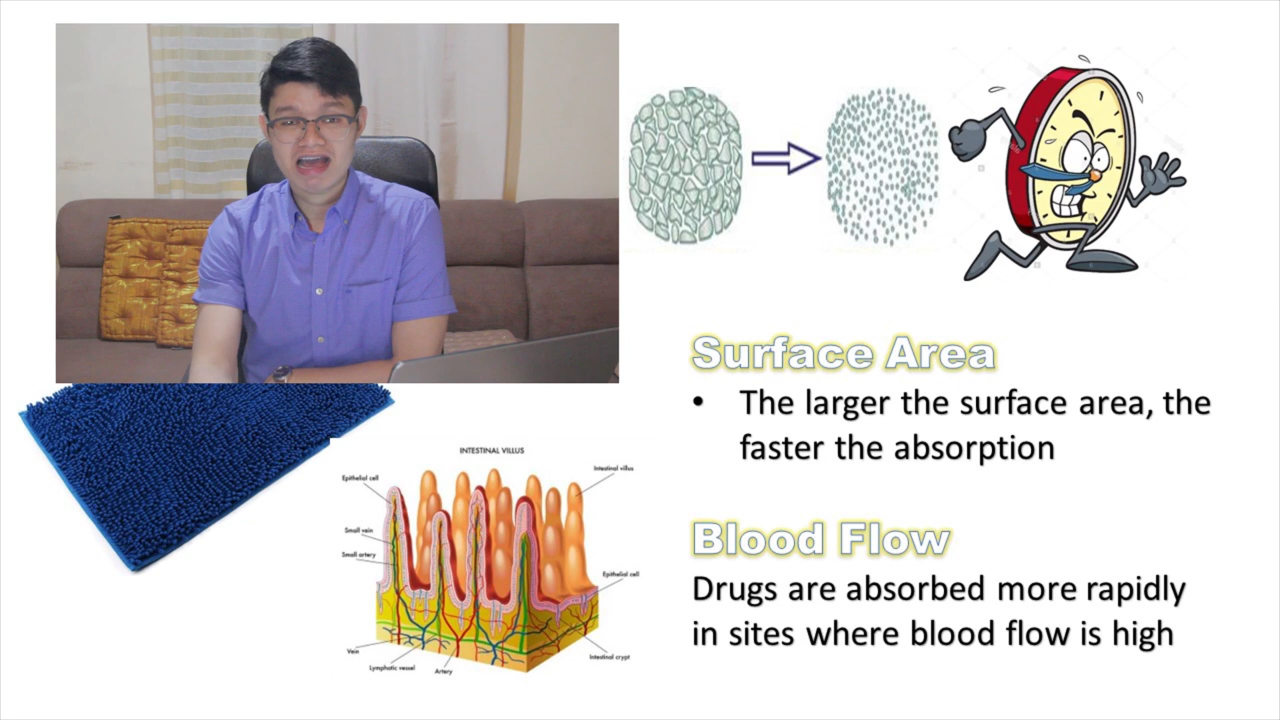 Surface Area
• The larger the surface area, the
faster the absorption
Blood Flow
Drugs are absorbed more rapidly
in sites where blood flow is high
INTESTINAL VILLUS
Epithelial cell
Intestinal villus
Small vein
Small artery
Epithelial cell
Vein
Lymphatic vessel
Artery
Intestinal crypt